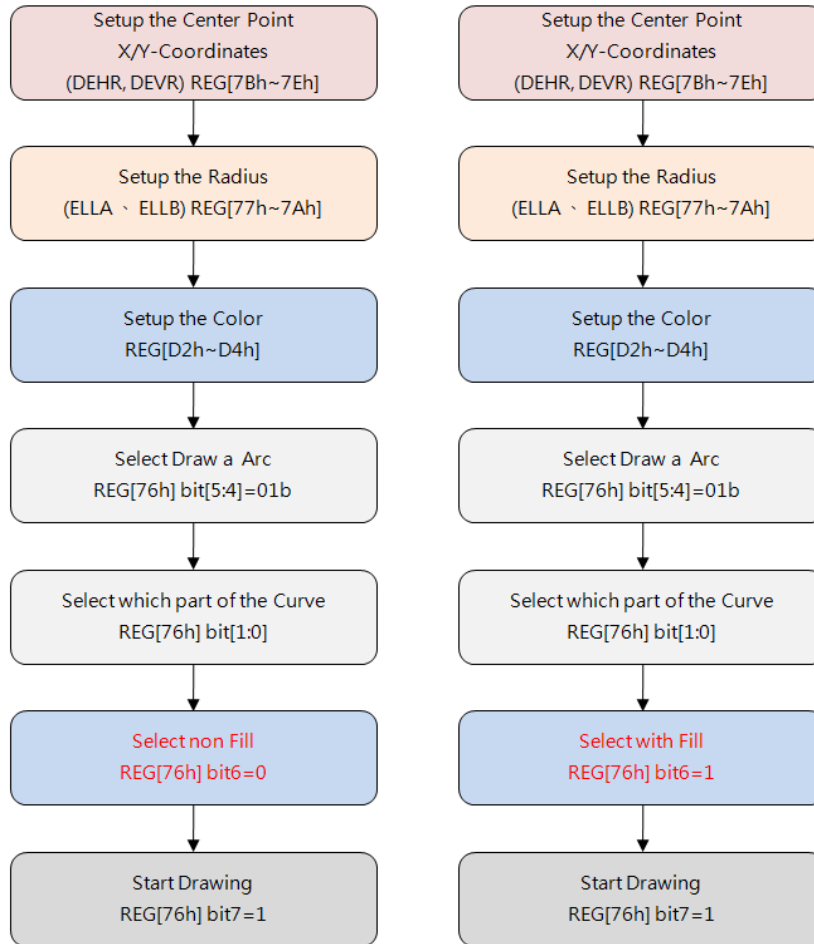 Setup the Center Point
X/Y-Coordinates
(DEHR, DEVR) REG[7Bh~7Eh]
Setup the Radius
(ELLA 、 ELLB) REG[77h~7Ah]
Setup the Color
REG[D2h~D4h]
Select Draw a Arc
REG[76h] bit[5:4]=01b
Select which part of the Curve
REG[76h] bit[1:0]
Select non Fill
REG[76h] bit6=0
Start Drawing
REG[76h] bit7=1
Setup the Center Point
X/Y-Coordinates
(DEHR, DEVR) REG[7Bh~7Eh]
Setup the Radius
(ELLA 、 ELLB) REG[77h~7Ah]
Setup the Color
REG[D2h~D4h]
Select Draw a Arc
REG[76h] bit[5:4]=01b
Select which part of the Curve
REG[76h] bit[1:0]
Select with Fill
REG[76h] bit6=1
Start Drawing
REG[76h] bit7=1